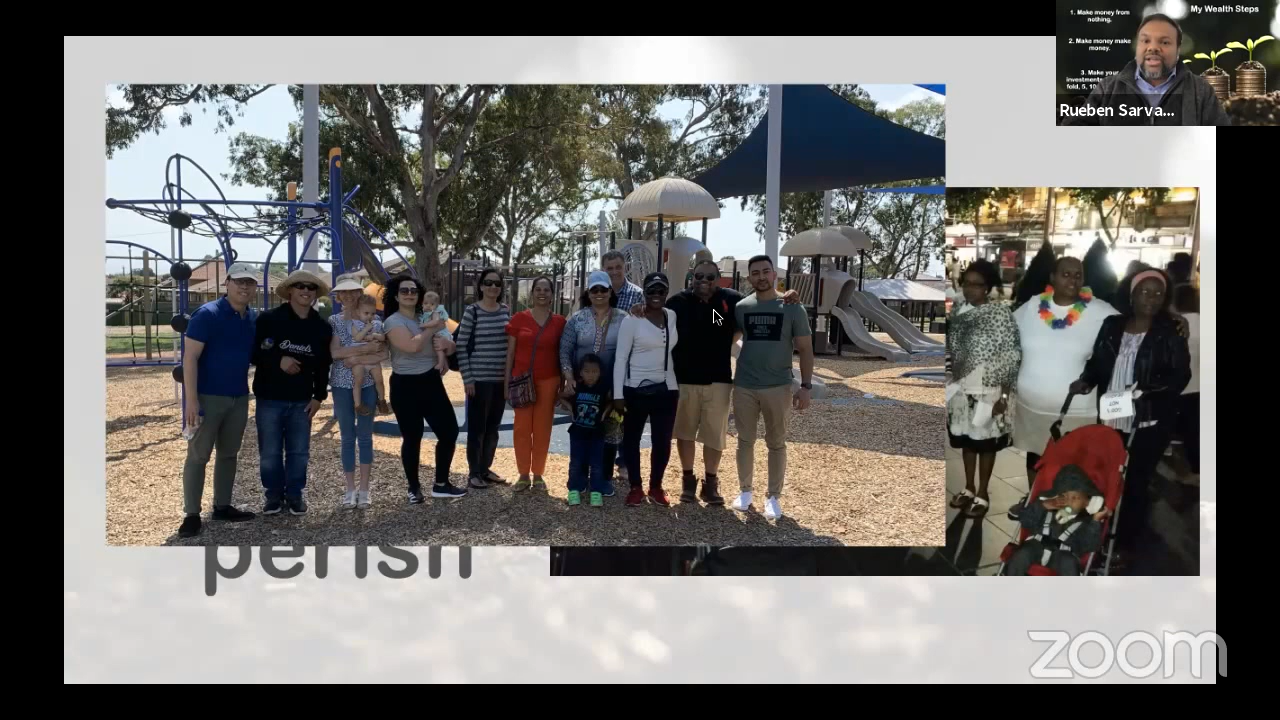 My Wealth Steps
1. Make money from
nothing.
2. Make money make
money.
3. Make your
investments
fold, 5, 10
Rueben Sarva...
Daniels
PUMA
perish
zoom